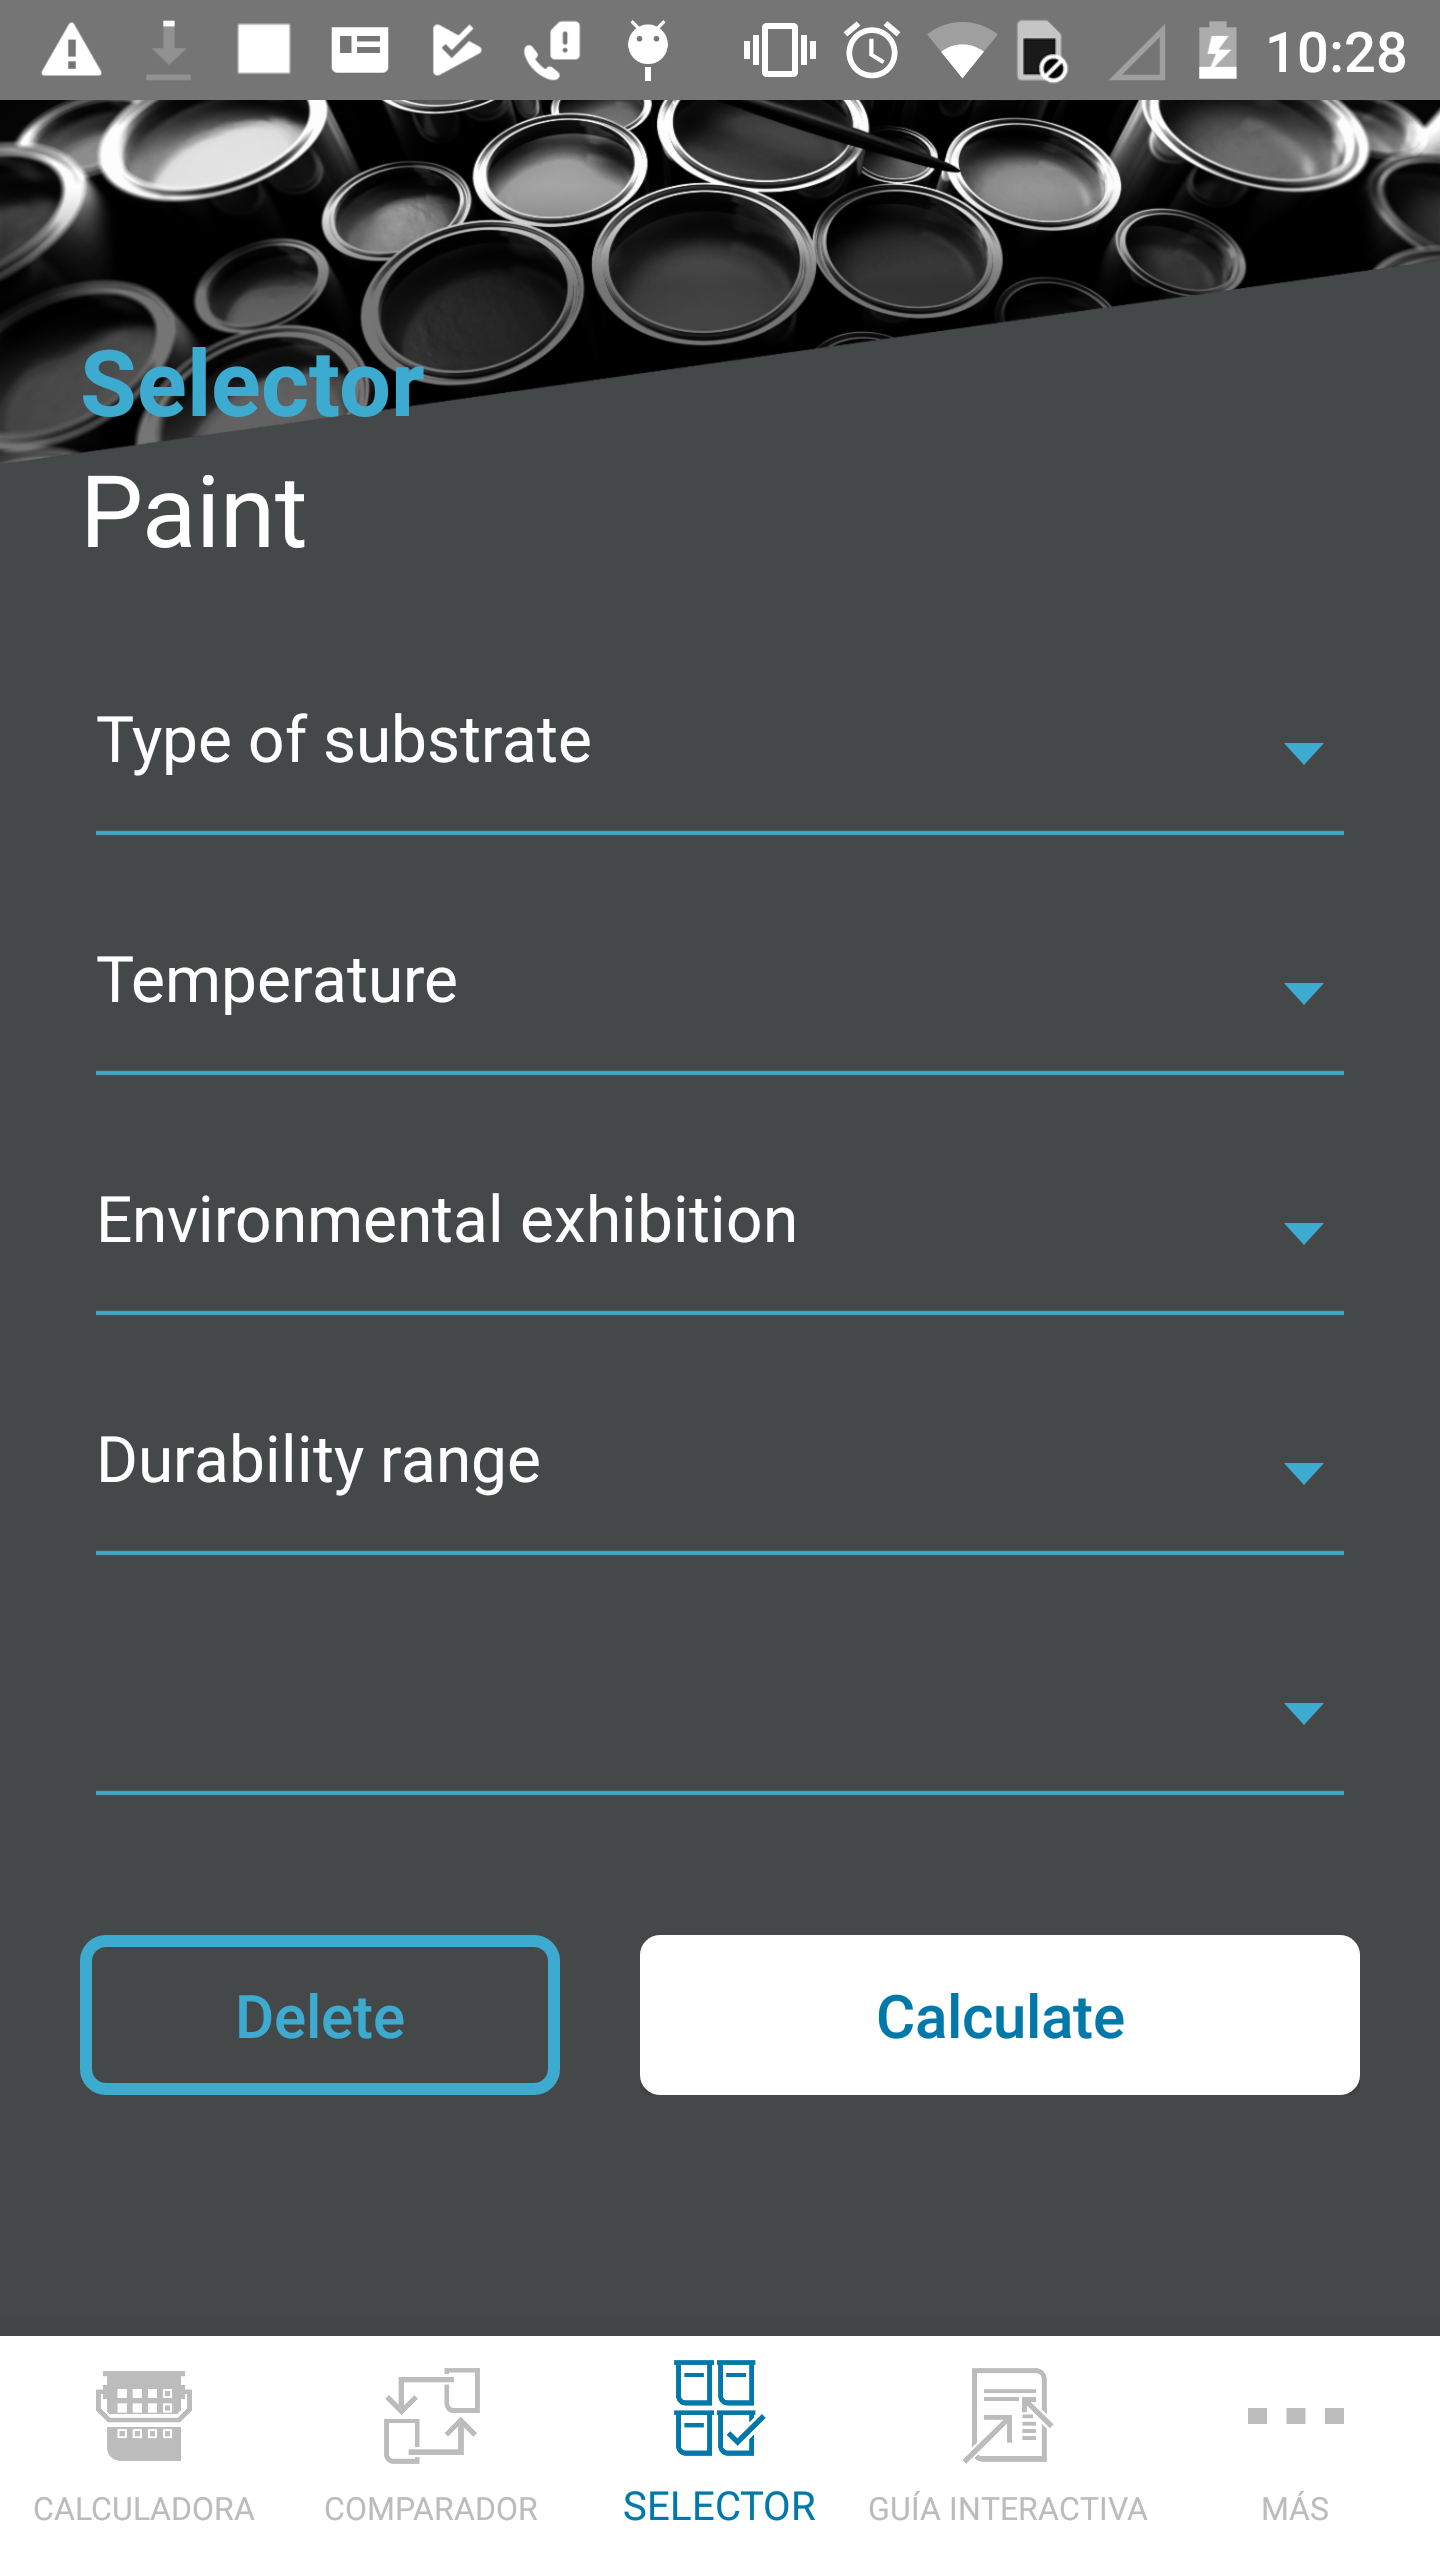 10:28
Selector
Paint
Type of substrate
Temperature
Environmental exhibition
Durability range
Delete
Calculate
CALCULADORA
COMPARADOR
SELECTOR
GUÍA INTERACTIVA
MÁS